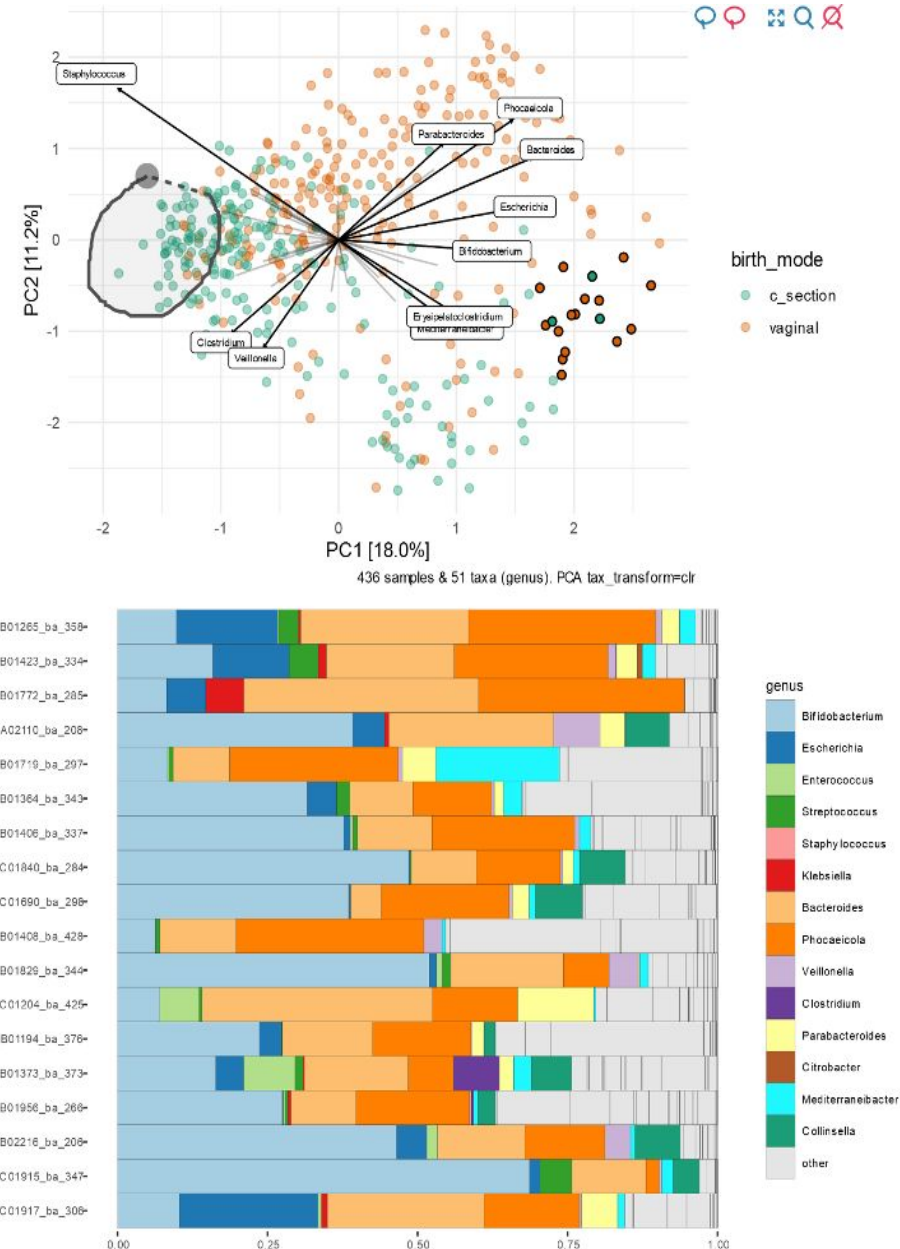 2
Staphylococcus
Phocaeicola
Parabacteroides
1
Bacteroides
Escherichia
PC2 [11.2%]
0
Bifidobacterium
birth_mode
c_section
Erysipelatoclostridium
Mediterraneibacter
vaginal
-1
Clostridium
Veillonella
-2
-2 -1 0 1 2
PC1 [18.0%]
436 samples & 51 taxa (genus). PCA tax_transform=clr
B01265_ba_358
B01423_ba_334
B01772_ba_285
A02110_ba_208
B01719_ba_297
B01364_ba_343
B01406_ba_337
C01840_ba_284
C01690_ba_298
B01408_ba_428
B01829_ba_344
C01204_ba_425
B01194_ba_376
B01373_ba_373
B01956_ba_266
B02216_ba_206
C01915_ba_347
C01917_ba_306
0.00 0.25 0.50 0.75 1.00
genus
Bifidobacterium
Escherichia
Enterococcus
Streptococcus
Staphylococcus
Klebsiella
Bacteroides
Phocaeicola
Veillonella
Clostridium
Parabacteroides
Citrobacter
Mediterraneibacter
Collinsella
other